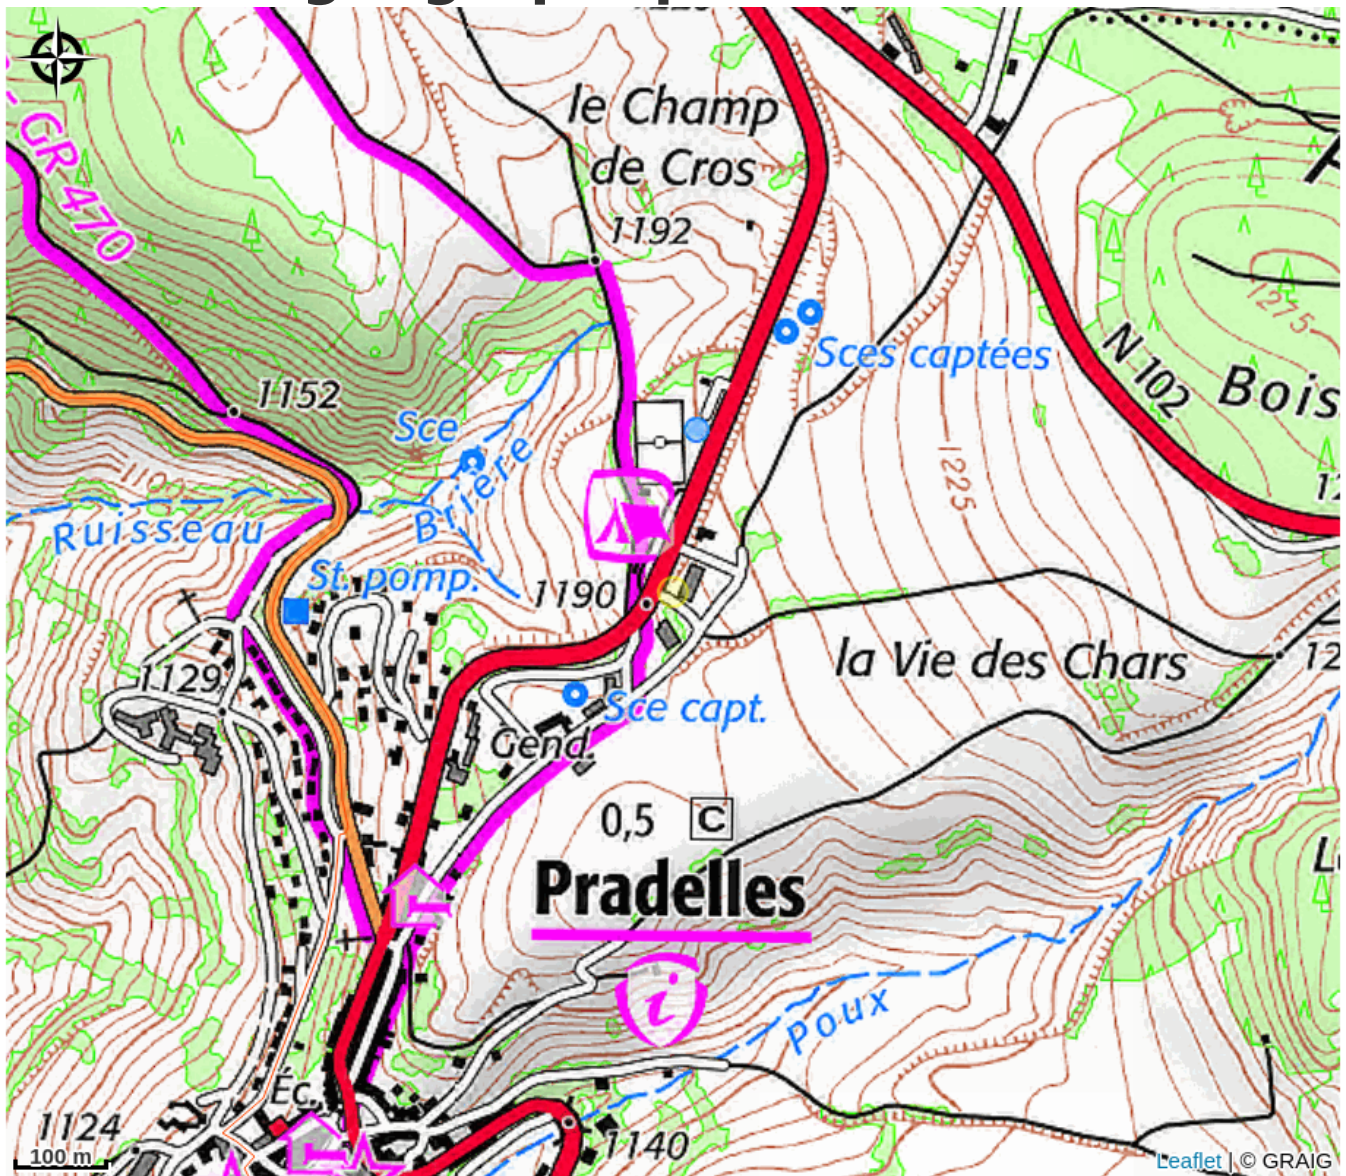 le Champ
de Cros
GR 470
1192
Sces captées
1275
N 102
Bois
1152
Sce
1225
1100
Brière
Ruisseau
St. pomp.
1190
la Vie des Chars
1129
Sce capt.
Gend.
0,5 C
Pradelles
i
Poux
Éc.
1124
1140
100 m
Leaflet | © GRAIG